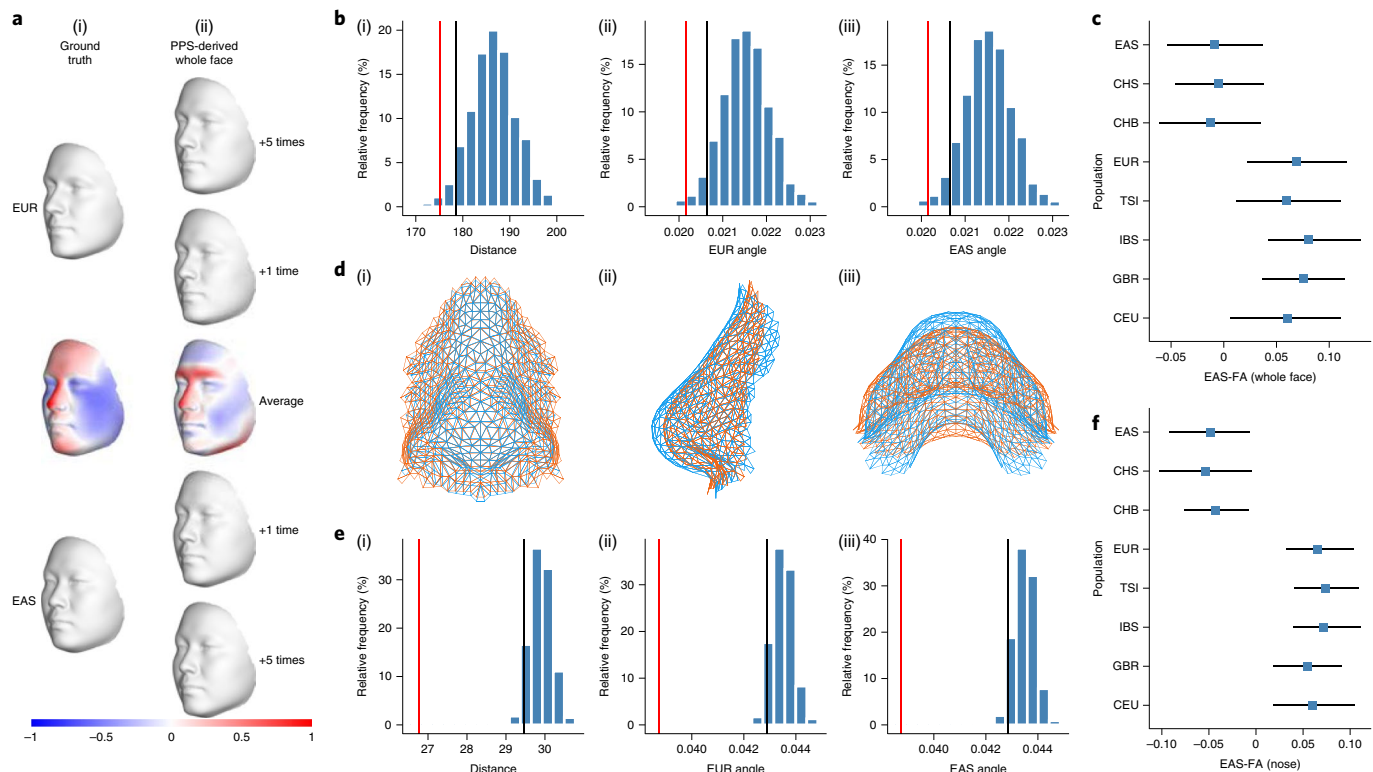 a
(i)
Ground
truth
(ii)
PPS-derived
whole face
+5 times
EUR
+1 time
Average
+1 time
EAS
+5 times
−1 −0.5 0 0.5 1
b
(i)
Relative frequency (%)
20
15
10
5
0
170 180 190 200
Distance
(ii)
Relative frequency (%)
15
10
5
0
0.020 0.021 0.022 0.023
EUR angle
(iii)
Relative frequency (%)
15
10
5
0
0.020 0.021 0.022 0.023
EAS angle
c
Population
EAS
CHS
CHB
EUR
TSI
IBS
GBR
CEU
−0.05 0 0.05 0.10
EAS-FA (whole face)
d
(i)
(ii)
(iii)
e
(i)
Relative frequency (%)
30
20
10
0
27 28 29 30
Distance
(ii)
Relative frequency (%)
30
20
10
0
0.040 0.042 0.044
EUR angle
(iii)
Relative frequency (%)
40
30
20
10
0
0.040 0.042 0.044
EAS angle
f
Population
EAS
CHS
CHB
EUR
TSI
IBS
GBR
CEU
−0.10 −0.05 0 0.05 0.10
EAS-FA (nose)